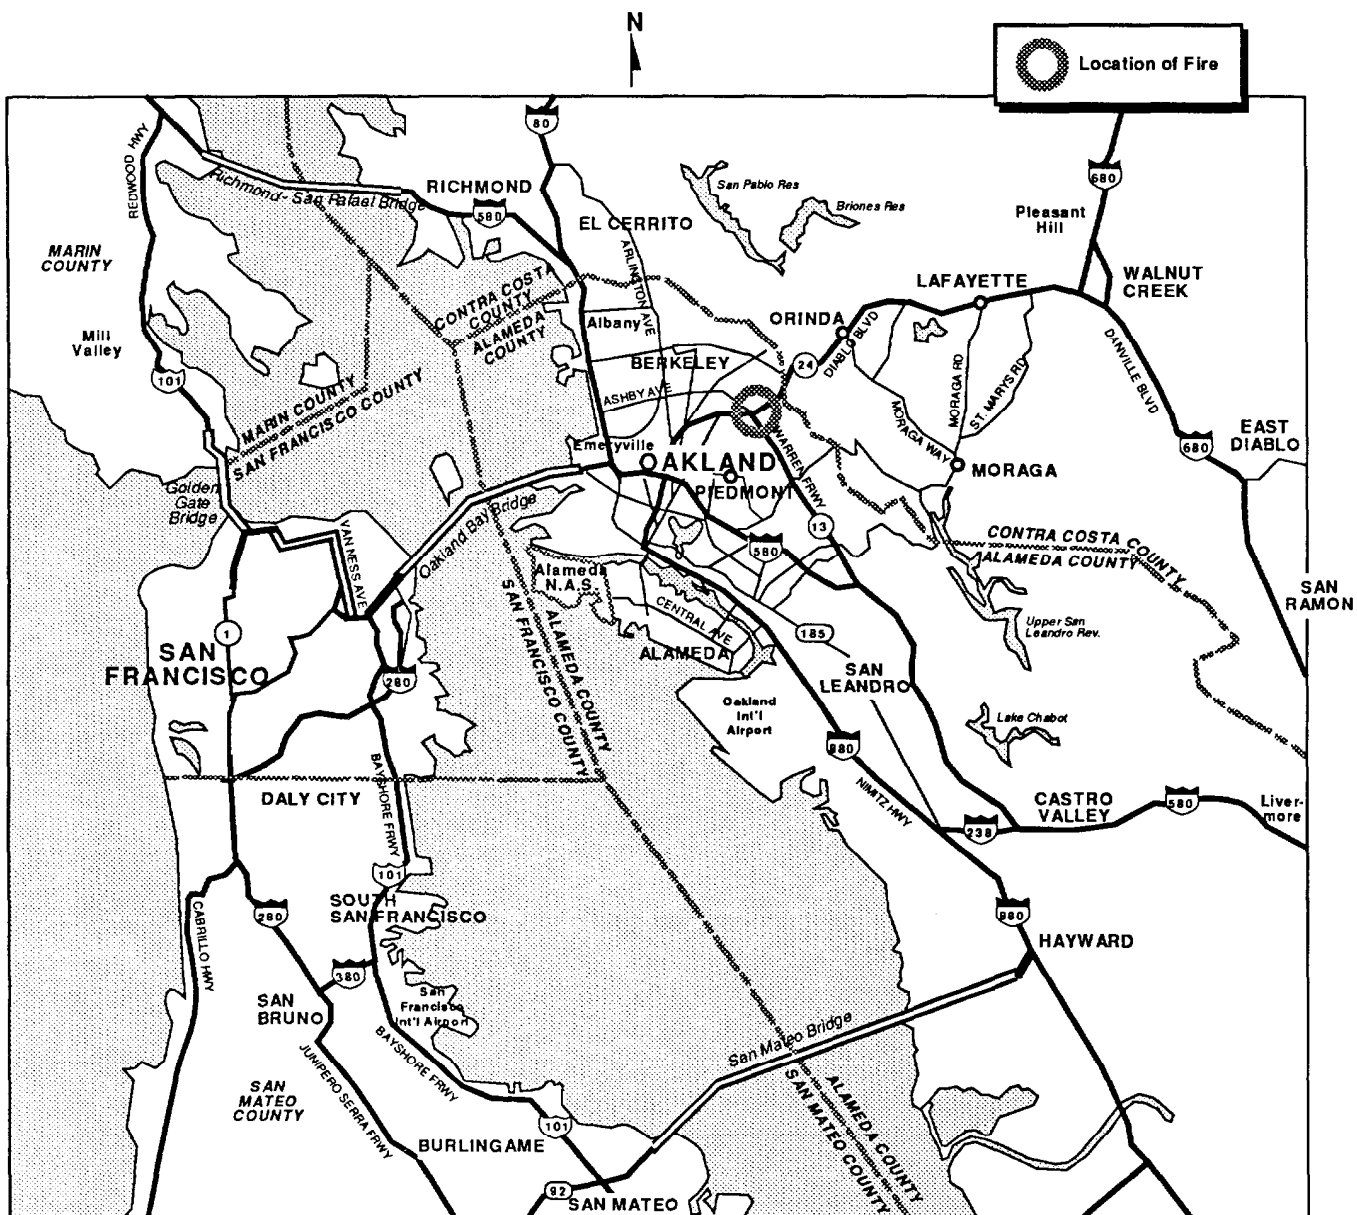 N
Location of Fire
80
680
REDWOOD HWY
Richmond - San Rafael Bridge
RICHMOND
580
San Pablo Res
Briones Res
Pleasant
Hill
EL CERRITO
ARLINGTON AVE
MARIN
COUNTY
CONTRA COSTA
COUNTY
ALAMEDA
COUNTY
LAFAYETTE
WALNUT
CREEK
Albany
ORINDA
DIABLO BLVD
Mill
Valley
101
BERKELEY
24
DANVILLE BLVD
MORAGA RD
ST. MARYS RD
MARIN COUNTY
SAN FRANCISCO COUNTY
ASHBY AVE
MORAGA WAY
WARREN FRWY
EAST
DIABLO
680
Emeryville
OAKLAND
PIEDMONT
MORAGA
Golden
Gate
Bridge
VAN NESS AVE
Oakland Bay Bridge
13
580
CONTRA COSTA COUNTY
ALAMEDA COUNTY
Alameda
N.A.S.
CENTRAL AVE
SAN
RAMON
1
185
Upper San
Leandro Rev.
SAN
FRANCISCO
ALAMEDA
280
SAN
LEANDRO
ALAMEDA COUNTY
SAN FRANCISCO COUNTY
Oakland
Int'l
Airport
Lake Chabot
880
BAYSHORE FRWY
DALY CITY
NIMITZ HWY
CASTRO
VALLEY
580
Liver-
more
238
101
SOUTH
SAN FRANCISCO
CABRILLO HWY
280
880
HAYWARD
380
SAN
BRUNO
San
Francisco
Int'l Airport
BAYSHORE FRWY
JUNIPERO SERRA FRWY
San Mateo Bridge
SAN
MATEO
COUNTY
ALAMEDA COUNTY
SAN MATEO COUNTY
101
BURLINGAME
92
SAN MATEO